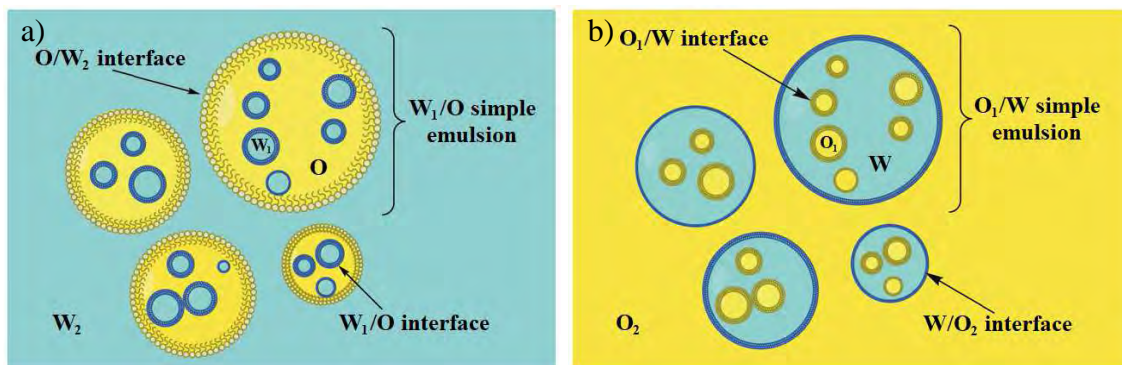 a)
O/W₂ interface
W₁/O simple
emulsion
W₁
O
W₂
W₁/O interface
b)
O₁/W interface
O₁/W simple
emulsion
O₁
W
O₂
W/O₂ interface